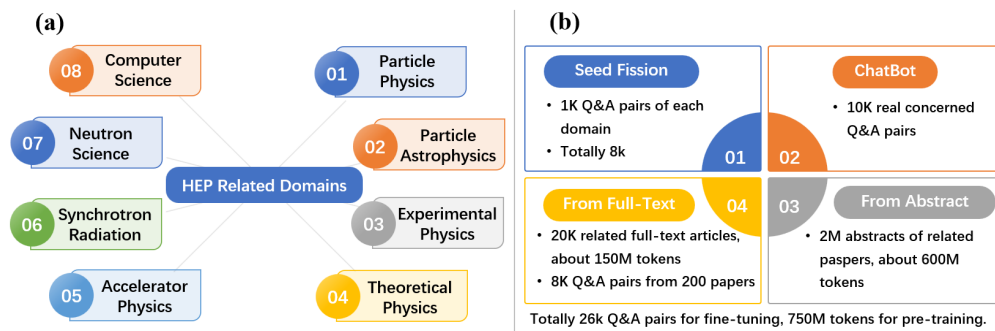 (a)
08
Computer
Science
01
Particle
Physics
07
Neutron
Science
02
Particle
Astrophysics
HEP Related Domains
06
Synchrotron
Radiation
03
Experimental
Physics
05
Accelerator
Physics
04
Theoretical
Physics
(b)
Seed Fission
• 1K Q&A pairs of each
domain
• Totally 8k
01
ChatBot
• 10K real concerned
Q&A pairs
02
From Full-Text
04
• 20K related full-text articles,
about 150M tokens
• 8K Q&A pairs from 200 papers
03
From Abstract
• 2M abstracts of related
paspers, about 600M
tokens
Totally 26k Q&A pairs for fine-tuning, 750M tokens for pre-training.